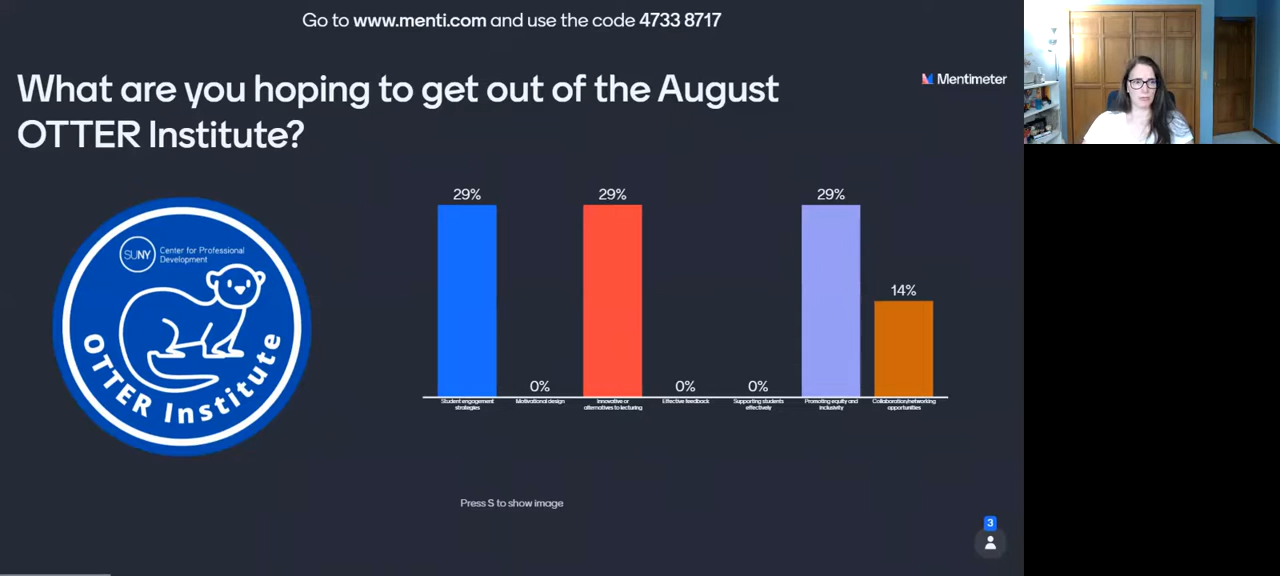 Go to www.menti.com and use the code 4733 8717
What are you hoping to get out of the August
OTTER Institute?
Mentimeter
SUNY
Center for Professional
Development
OTTER Institute
29%
0%
29%
0%
0%
29%
14%
Student engagement
strategies
Motivational design
Innovative or
alternatives to lecturing
Effective feedback
Supporting students
effectively
Promoting equity and
inclusivity
Collaboration/networking
opportunities
Press S to show image
3